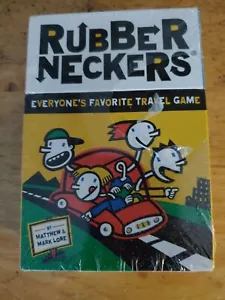 RUBBER
NECKERS®
EVERYONE'S FAVORITE TRAVEL GAME
BY
MATTHEW &
MARK LORE